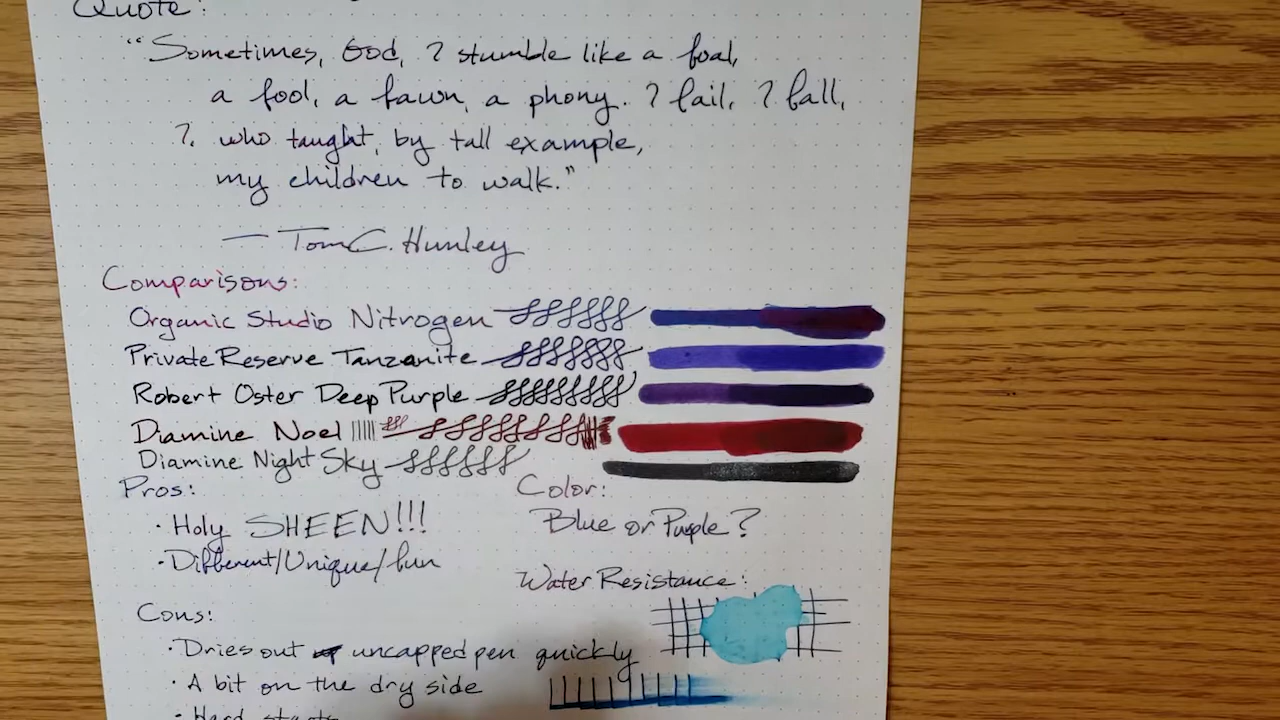 Quote:
"Sometimes, God, I stumble like a foal,
a fool, a fawn, a phony. I fail. I fall,
I, who taught, by tall example,
my children to walk."
— Tom C. Hunley
Comparisons:
Organic Studio Nitrogen
Private Reserve Tanzanite
Robert Oster Deep Purple
Diamine Noel
Diamine Night Sky
Pros:
· Holy SHEEN!!!
· Different/Unique/fun
Color:
Blue or Purple?
Water Resistance:
Cons:
· Dries out uncapped pen quickly
· A bit on the dry side
· Hard starts